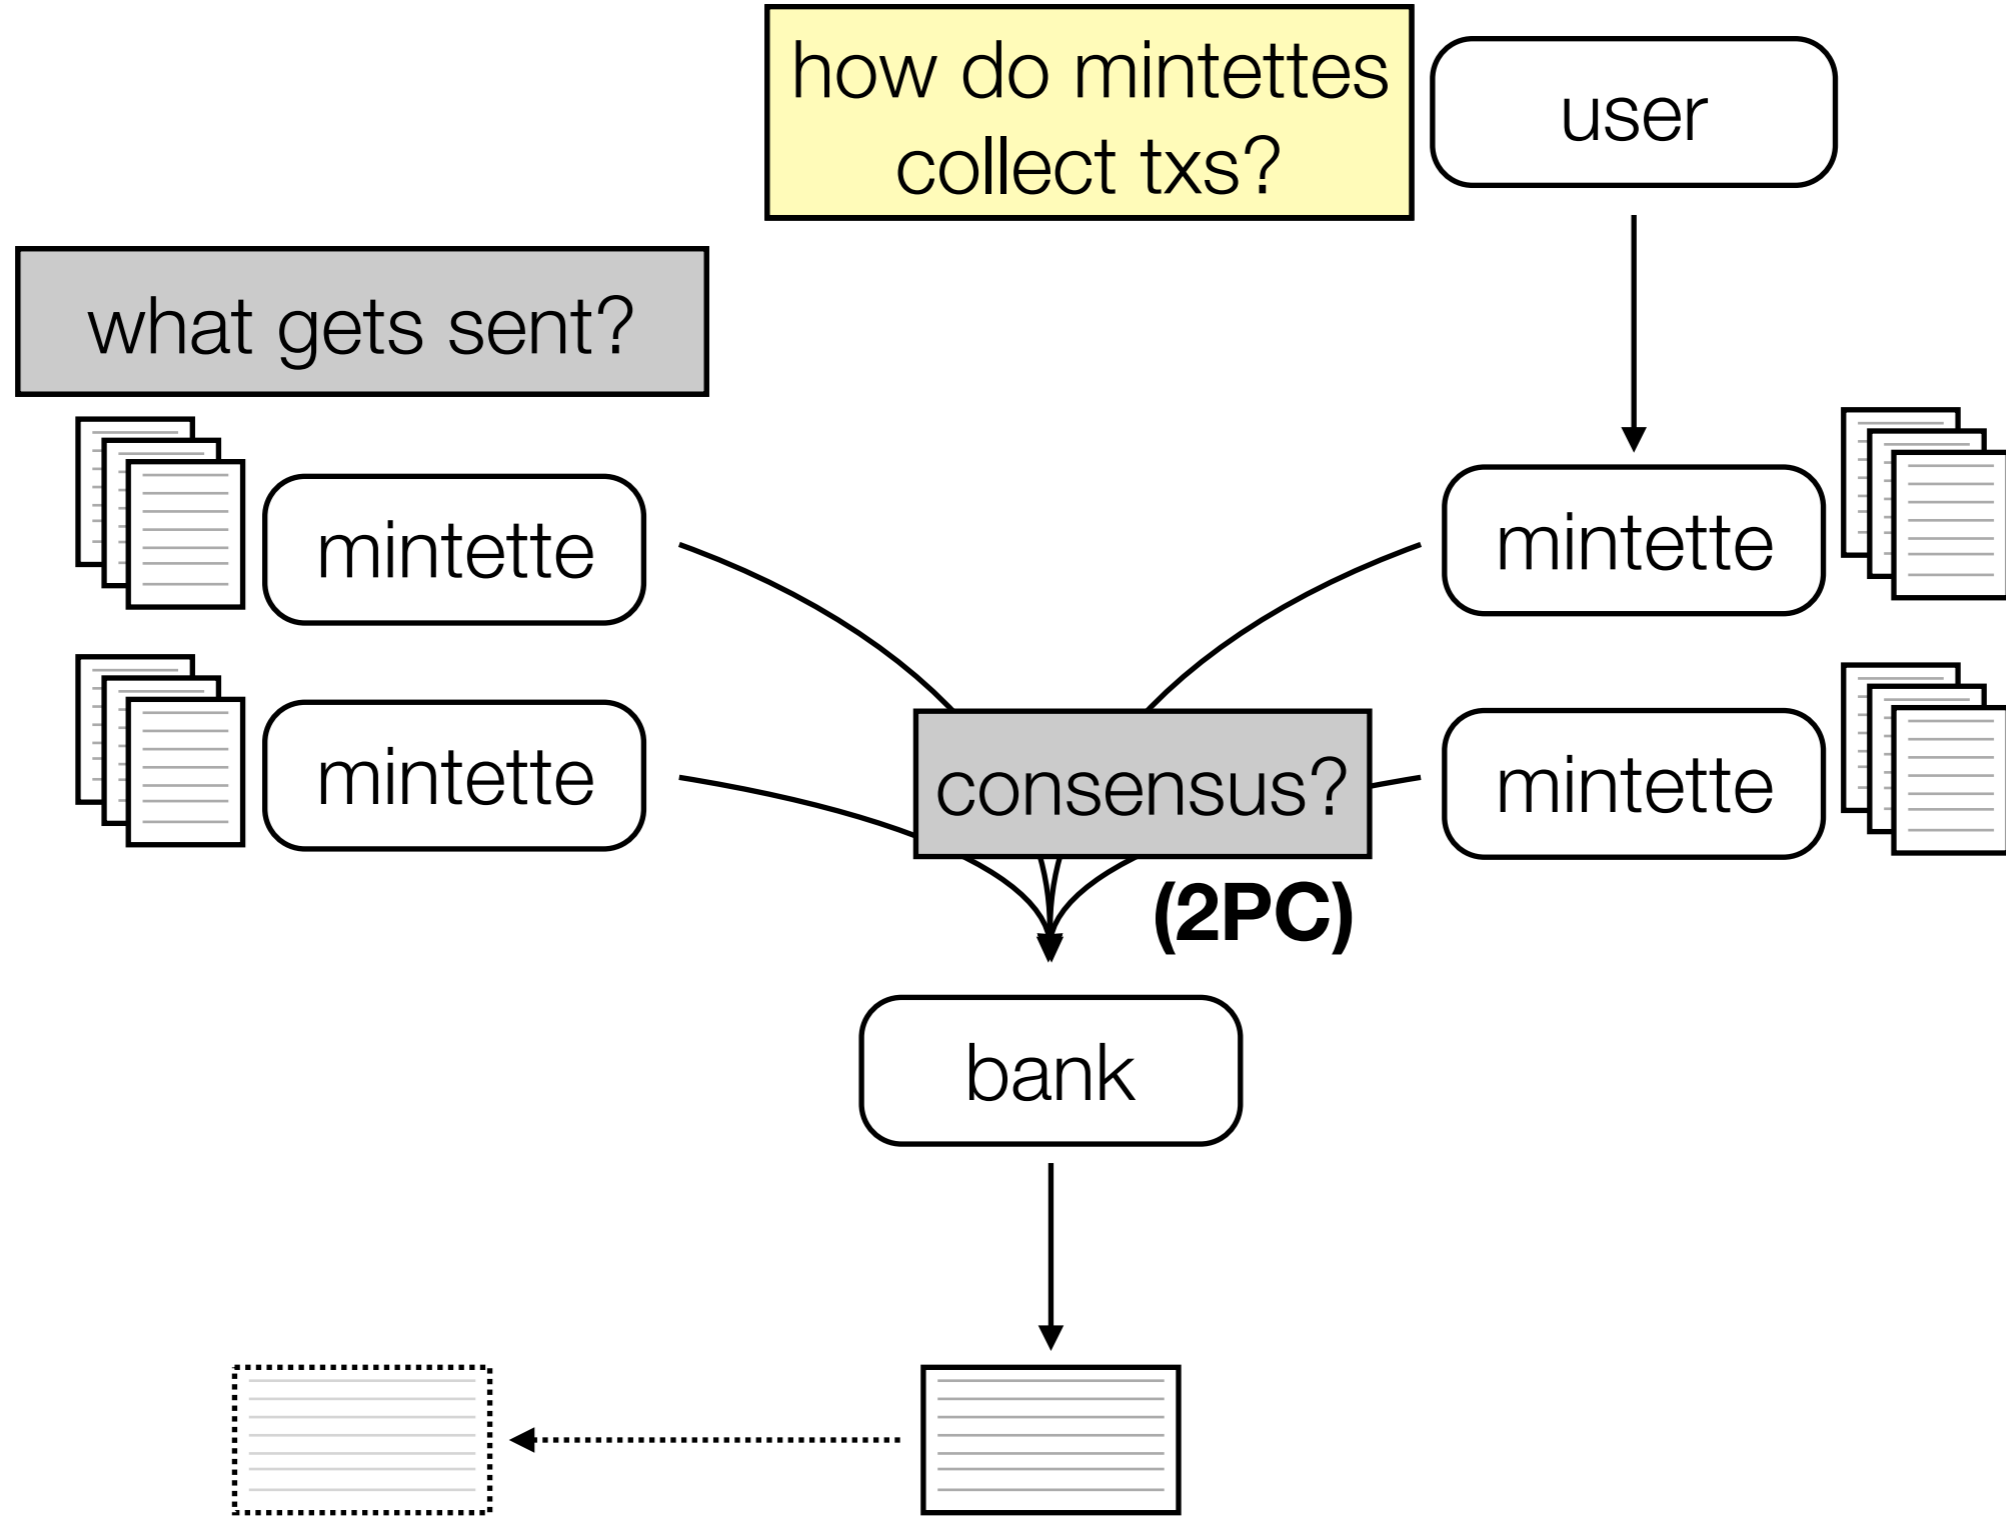 how do mintettes
collect txs?
user
what gets sent?
mintette
mintette
mintette
consensus?
mintette
(2PC)
bank